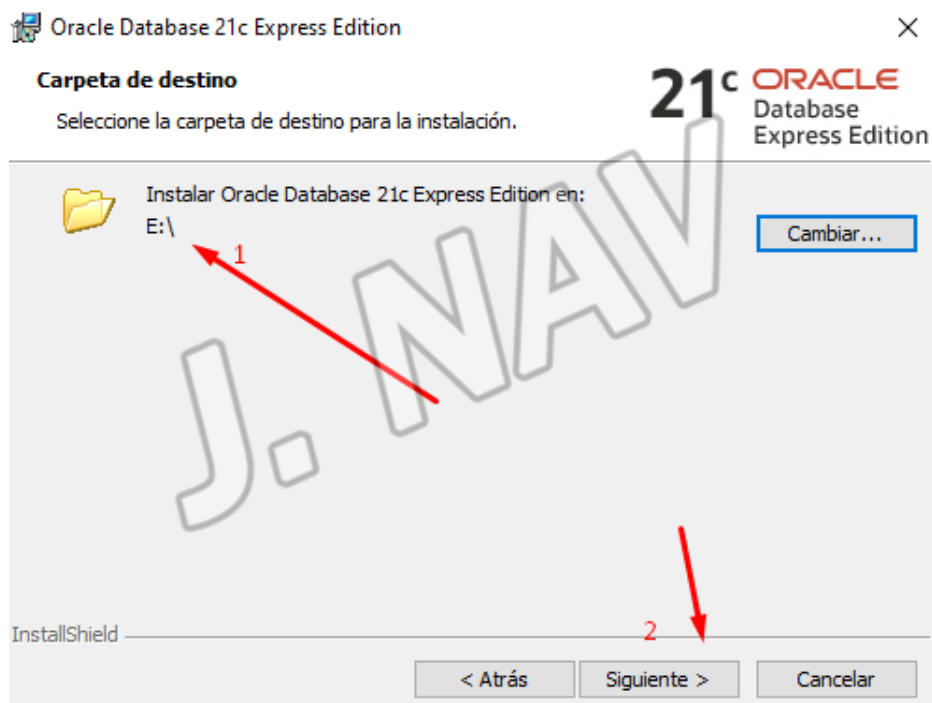 Oracle Database 21c Express Edition
Carpeta de destino
Seleccione la carpeta de destino para la instalación.
21c ORACLE
Database
Express Edition
Instalar Oracle Database 21c Express Edition en:
E:\
Cambiar...
1
J. NAV
2
InstallShield
< Atrás
Siguiente >
Cancelar